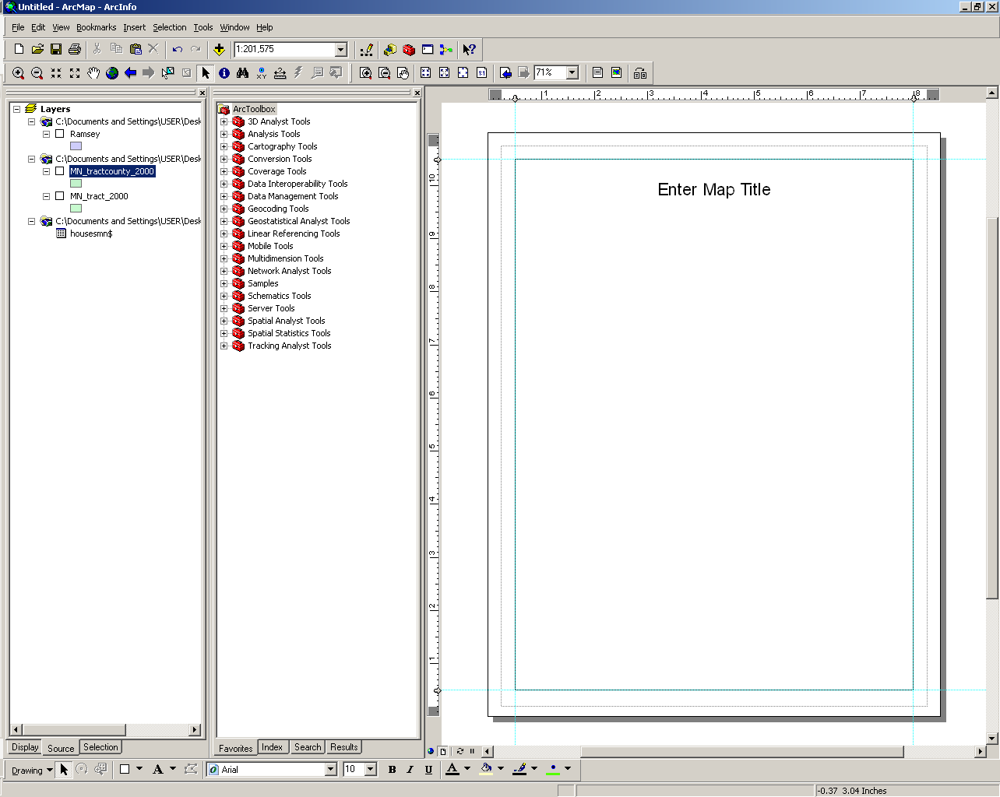 Untitled - ArcMap - ArcInfo
File Edit View Bookmarks Insert Selection Tools Window Help
1:201,575
71%
Layers
C:\Documents and Settings\USER\Desk
Ramsey
C:\Documents and Settings\USER\Desk
MN_tractcounty_2000
MN_tract_2000
C:\Documents and Settings\USER\Desk
housesmn$
Display Source Selection
ArcToolbox
3D Analyst Tools
Analysis Tools
Cartography Tools
Conversion Tools
Coverage Tools
Data Interoperability Tools
Data Management Tools
Geocoding Tools
Geostatistical Analyst Tools
Linear Referencing Tools
Mobile Tools
Multidimension Tools
Network Analyst Tools
Samples
Schematics Tools
Server Tools
Spatial Analyst Tools
Spatial Statistics Tools
Tracking Analyst Tools
Favorites Index Search Results
1 2 3 4 5 6 7 8
10
9
8
7
6
5
4
3
2
1
Enter Map Title
Drawing A Arial 10 B I U A
-0.37 3.04 Inches